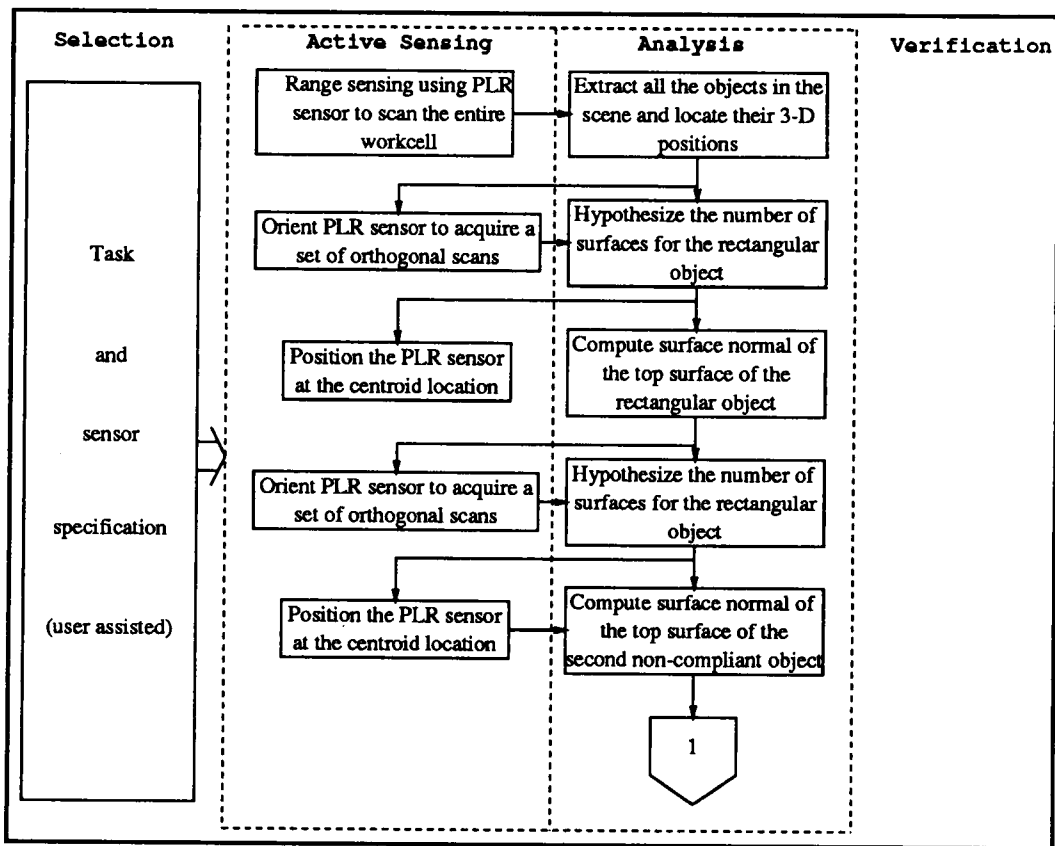 Selection
Active Sensing
Analysis
Verification
Task
and
sensor
specification
(user assisted)
Range sensing using PLR
sensor to scan the entire
workcell
Extract all the objects in the
scene and locate their 3-D
positions
Orient PLR sensor to acquire a
set of orthogonal scans
Hypothesize the number of
surfaces for the rectangular
object
Position the PLR sensor
at the centroid location
Compute surface normal of
the top surface of the
rectangular object
Orient PLR sensor to acquire a
set of orthogonal scans
Hypothesize the number of
surfaces for the rectangular
object
Position the PLR sensor
at the centroid location
Compute surface normal of
the top surface of the
second non-compliant object
1